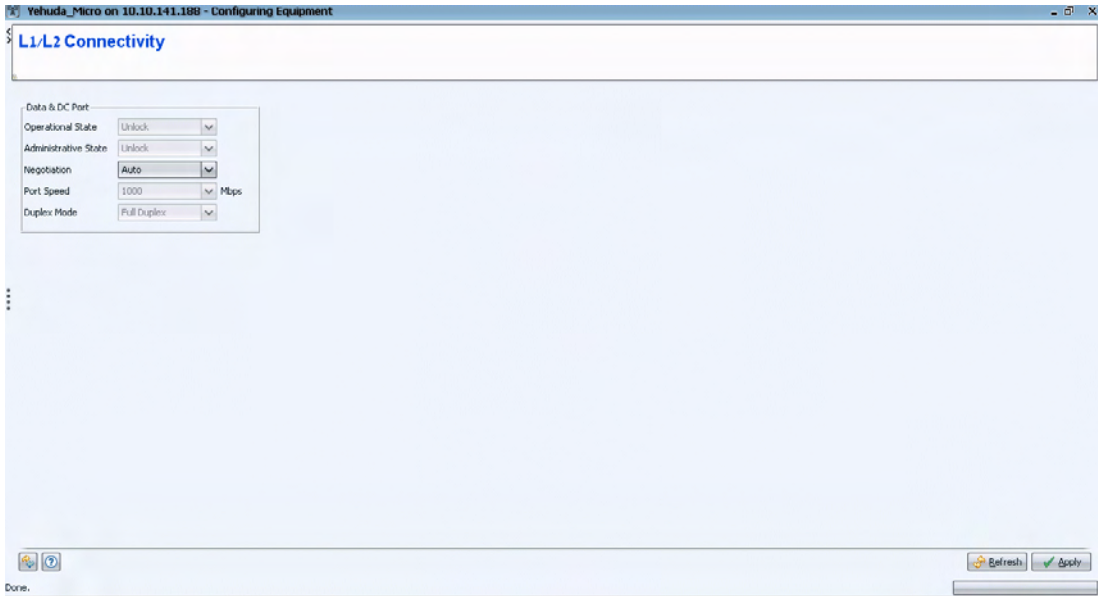 Yehuda_Micro on 10.10.141.188 - Configuring Equipment
L1/L2 Connectivity
Data & DC Port
Operational State Unlock
Administrative State Unlock
Negotiation Auto
Port Speed 1000 Mbps
Duplex Mode Full Duplex
Refresh Apply
Done.